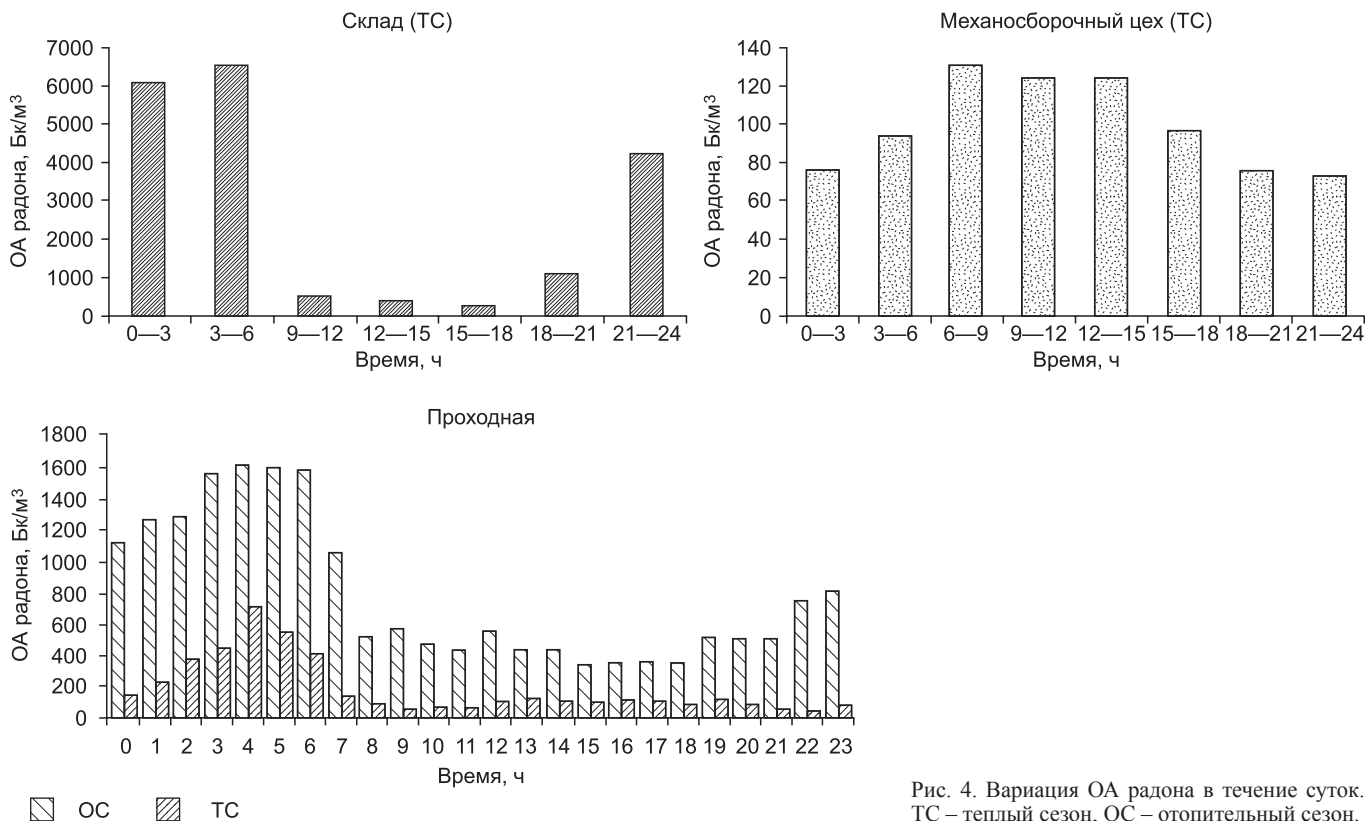 Склад (ТС)
ОА радона, Бк/м³
7000
6000
5000
4000
3000
2000
1000
0
0—3 3—6 9—12 12—15 15—18 18—21 21—24
Время, ч
Механосборочный цех (ТС)
ОА радона, Бк/м³
140
120
100
80
60
40
20
0
0—3 3—6 6—9 9—12 12—15 15—18 18—21 21—24
Время, ч
Проходная
ОА радона, Бк/м³
1800
1600
1400
1200
1000
800
600
400
200
0
0 1 2 3 4 5 6 7 8 9 10 11 12 13 14 15 16 17 18 19 20 21 22 23
Время, ч
ОС ТС
Рис. 4. Вариация ОА радона в течение суток.
ТС – теплый сезон, ОС – отопительный сезон.